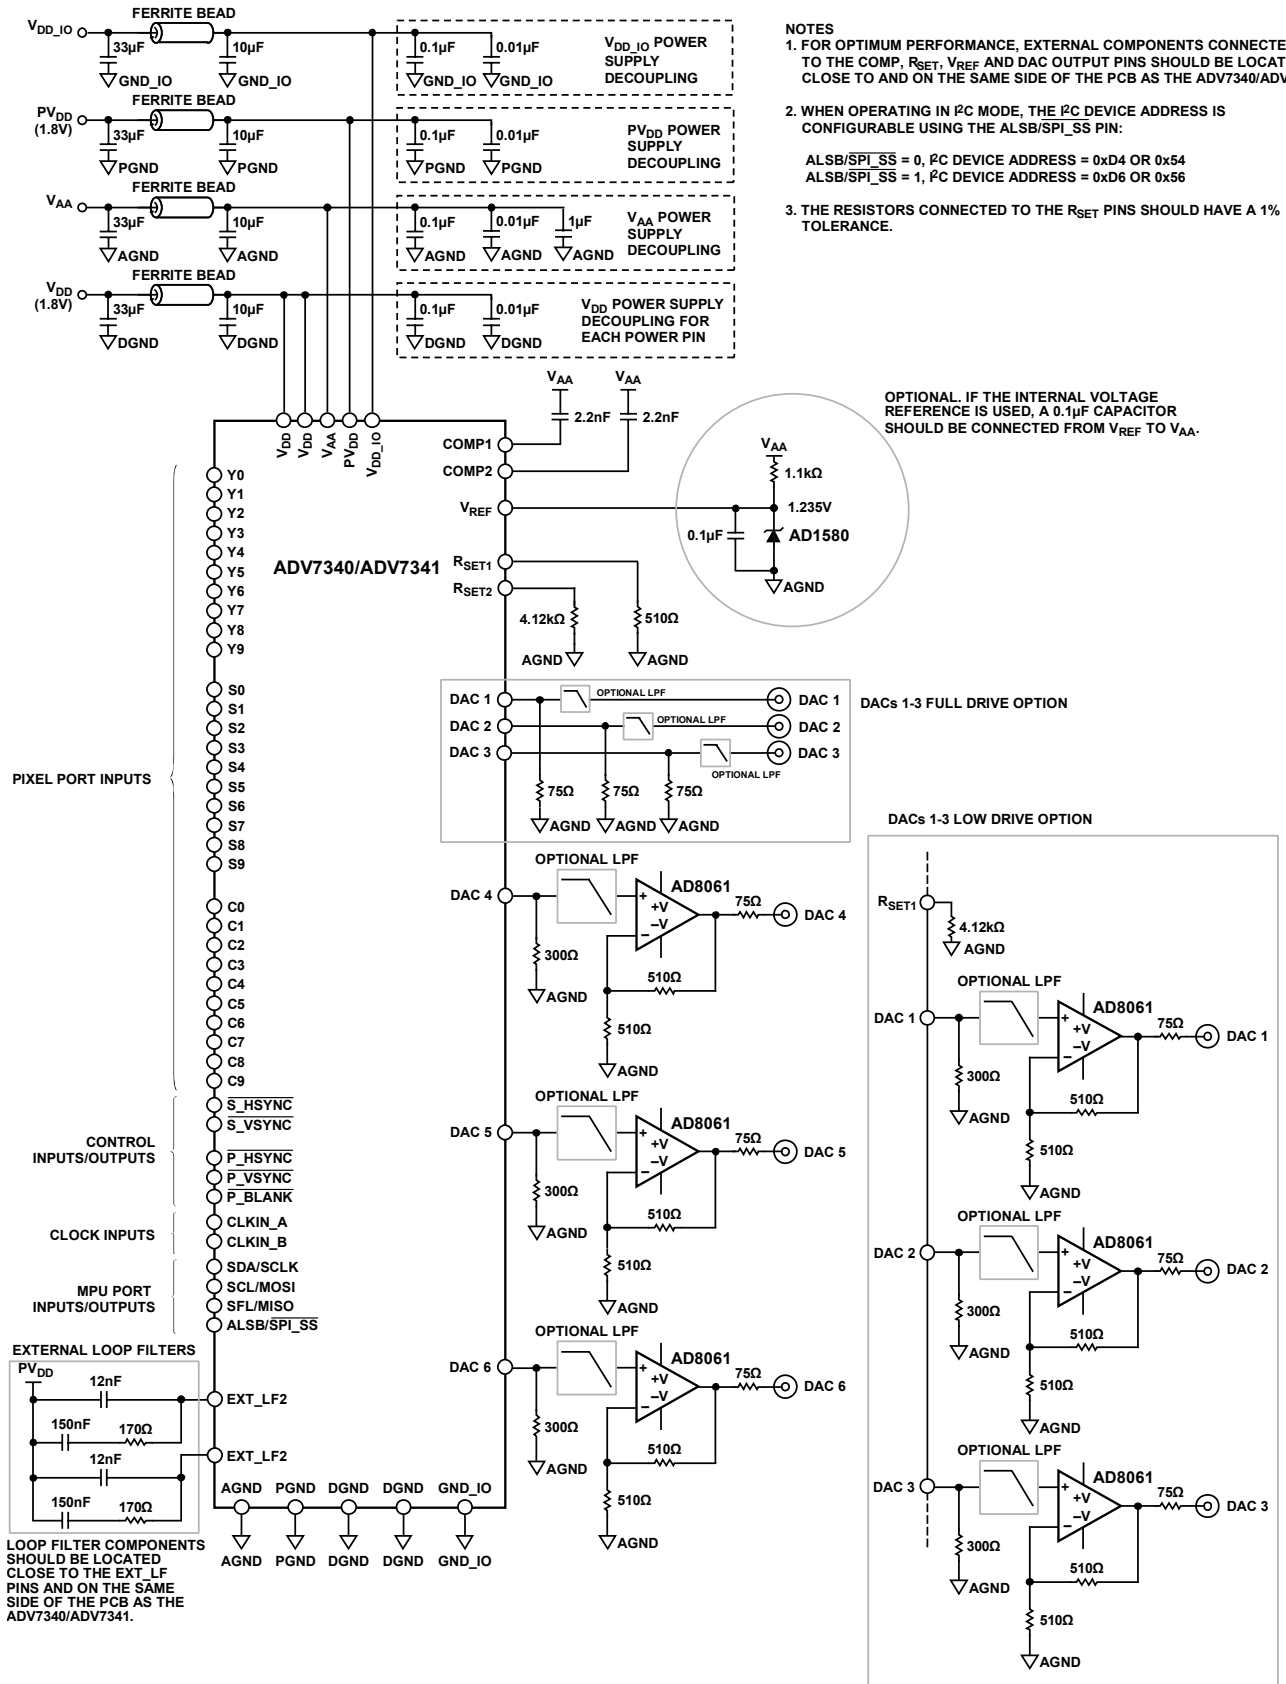 FERRITE BEAD
VDD_IO
33µF
10µF
0.1µF
0.01µF
GND_IO
GND_IO
GND_IO
GND_IO
VDD_IO POWER
SUPPLY
DECOUPLING
FERRITE BEAD
PVDD
(1.8V)
33µF
10µF
0.1µF
0.01µF
PGND
PGND
PGND
PGND
PVDD POWER
SUPPLY
DECOUPLING
FERRITE BEAD
VAA
33µF
10µF
0.1µF
0.01µF
1µF
AGND
AGND
AGND
AGND
AGND
VAA POWER
SUPPLY
DECOUPLING
FERRITE BEAD
VDD
(1.8V)
33µF
10µF
0.1µF
0.01µF
DGND
DGND
DGND
DGND
VDD POWER SUPPLY
DECOUPLING FOR
EACH POWER PIN
NOTES
1. FOR OPTIMUM PERFORMANCE, EXTERNAL COMPONENTS CONNECTE
TO THE COMP, RSET, VREF AND DAC OUTPUT PINS SHOULD BE LOCAT
CLOSE TO AND ON THE SAME SIDE OF THE PCB AS THE ADV7340/ADV
2. WHEN OPERATING IN I2C MODE, THE I2C DEVICE ADDRESS IS
CONFIGURABLE USING THE ALSB/SPI_SS PIN:
ALSB/SPI_SS = 0, I2C DEVICE ADDRESS = 0xD4 OR 0x54
ALSB/SPI_SS = 1, I2C DEVICE ADDRESS = 0xD6 OR 0x56
3. THE RESISTORS CONNECTED TO THE RSET PINS SHOULD HAVE A 1%
TOLERANCE.
VAA
VAA
2.2nF
2.2nF
OPTIONAL. IF THE INTERNAL VOLTAGE
REFERENCE IS USED, A 0.1µF CAPACITOR
SHOULD BE CONNECTED FROM VREF TO VAA.
VAA
1.1kΩ
1.235V
0.1µF
AD1580
AGND
VDD
VDD
VAA
PVDD
VDD_IO
COMP1
COMP2
VREF
RSET1
RSET2
4.12kΩ
510Ω
AGND
AGND
ADV7340/ADV7341
PIXEL PORT INPUTS
Y0
Y1
Y2
Y3
Y4
Y5
Y6
Y7
Y8
Y9
S0
S1
S2
S3
S4
S5
S6
S7
S8
S9
C0
C1
C2
C3
C4
C5
C6
C7
C8
C9
CONTROL
INPUTS/OUTPUTS
S_HSYNC
S_VSYNC
P_HSYNC
P_VSYNC
P_BLANK
CLOCK INPUTS
CLKIN_A
CLKIN_B
MPU PORT
INPUTS/OUTPUTS
SDA/SCLK
SCL/MOSI
SFL/MISO
ALSB/SPI_SS
EXTERNAL LOOP FILTERS
PVDD
12nF
150nF
170Ω
12nF
150nF
170Ω
EXT_LF2
EXT_LF2
LOOP FILTER COMPONENTS
SHOULD BE LOCATED
CLOSE TO THE EXT_LF
PINS AND ON THE SAME
SIDE OF THE PCB AS THE
ADV7340/ADV7341.
AGND
PGND
DGND
DGND
GND_IO
AGND
PGND
DGND
DGND
GND_IO
DACs 1-3 FULL DRIVE OPTION
DAC 1
OPTIONAL LPF
DAC 1
DAC 2
OPTIONAL LPF
DAC 2
DAC 3
OPTIONAL LPF
DAC 3
75Ω
75Ω
75Ω
AGND
AGND
AGND
OPTIONAL LPF
DAC 4
AD8061
+
+V
–V
–
75Ω
DAC 4
300Ω
AGND
510Ω
510Ω
AGND
OPTIONAL LPF
DAC 5
AD8061
+
+V
–V
–
75Ω
DAC 5
300Ω
AGND
510Ω
510Ω
AGND
OPTIONAL LPF
DAC 6
AD8061
+
+V
–V
–
75Ω
DAC 6
300Ω
AGND
510Ω
510Ω
AGND
DACs 1-3 LOW DRIVE OPTION
RSET1
4.12kΩ
AGND
OPTIONAL LPF
DAC 1
AD8061
+
+V
–V
–
75Ω
DAC 1
300Ω
AGND
510Ω
510Ω
AGND
OPTIONAL LPF
DAC 2
AD8061
+
+V
–V
–
75Ω
DAC 2
300Ω
AGND
510Ω
510Ω
AGND
OPTIONAL LPF
DAC 3
AD8061
+
+V
–V
–
75Ω
DAC 3
300Ω
AGND
510Ω
510Ω
AGND